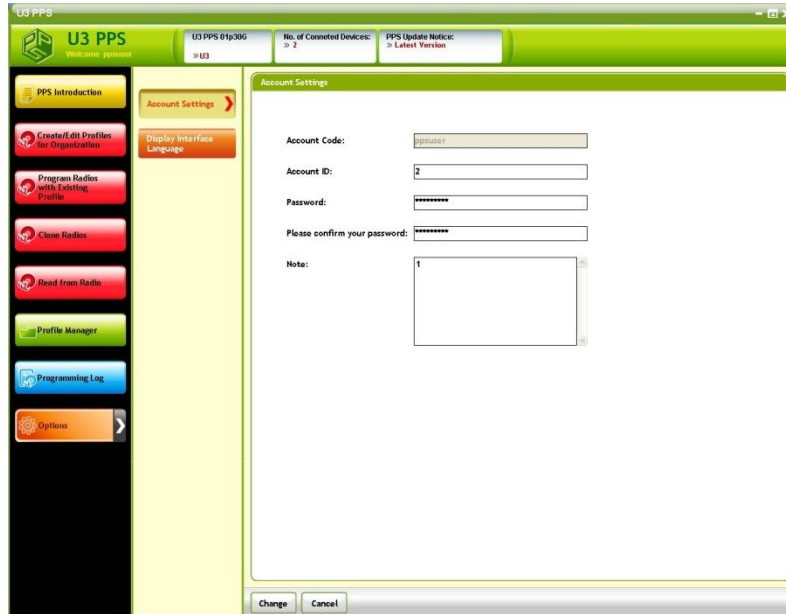 U3 PPS
U3 PPS
Welcome ppsuser
U3 PPS 01p30G
» U3
No. of Conneted Devices:
» 2
PPS Update Notice:
» Latest Version
PPS Introduction
Create/Edit Profiles
for Organization
Program Radios
with Existing
Profile
Clone Radios
Read from Radio
Profile Manager
Programming Log
Options
Account Settings
Display Interface
Language
Account Settings
Account Code:
ppsuser
Account ID:
2
Password:
*********
Please confirm your password:
*********
Note:
1
Change
Cancel